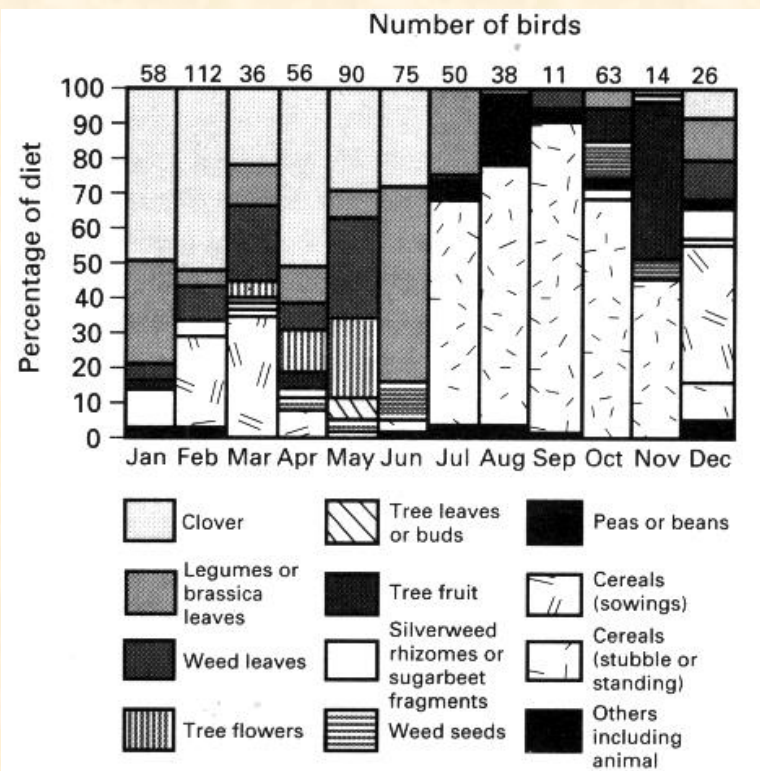 Number of birds
58 112 36 56 90 75 50 38 11 63 14 26
Percentage of diet
100
90
80
70
60
50
40
30
20
10
0
Jan Feb Mar Apr May Jun Jul Aug Sep Oct Nov Dec
Clover
Legumes or
brassica
leaves
Weed leaves
Tree flowers
Tree leaves
or buds
Tree fruit
Silverweed
rhizomes or
sugarbeet
fragments
Weed seeds
Peas or beans
Cereals
(sowings)
Cereals
(stubble or
standing)
Others
including
animal